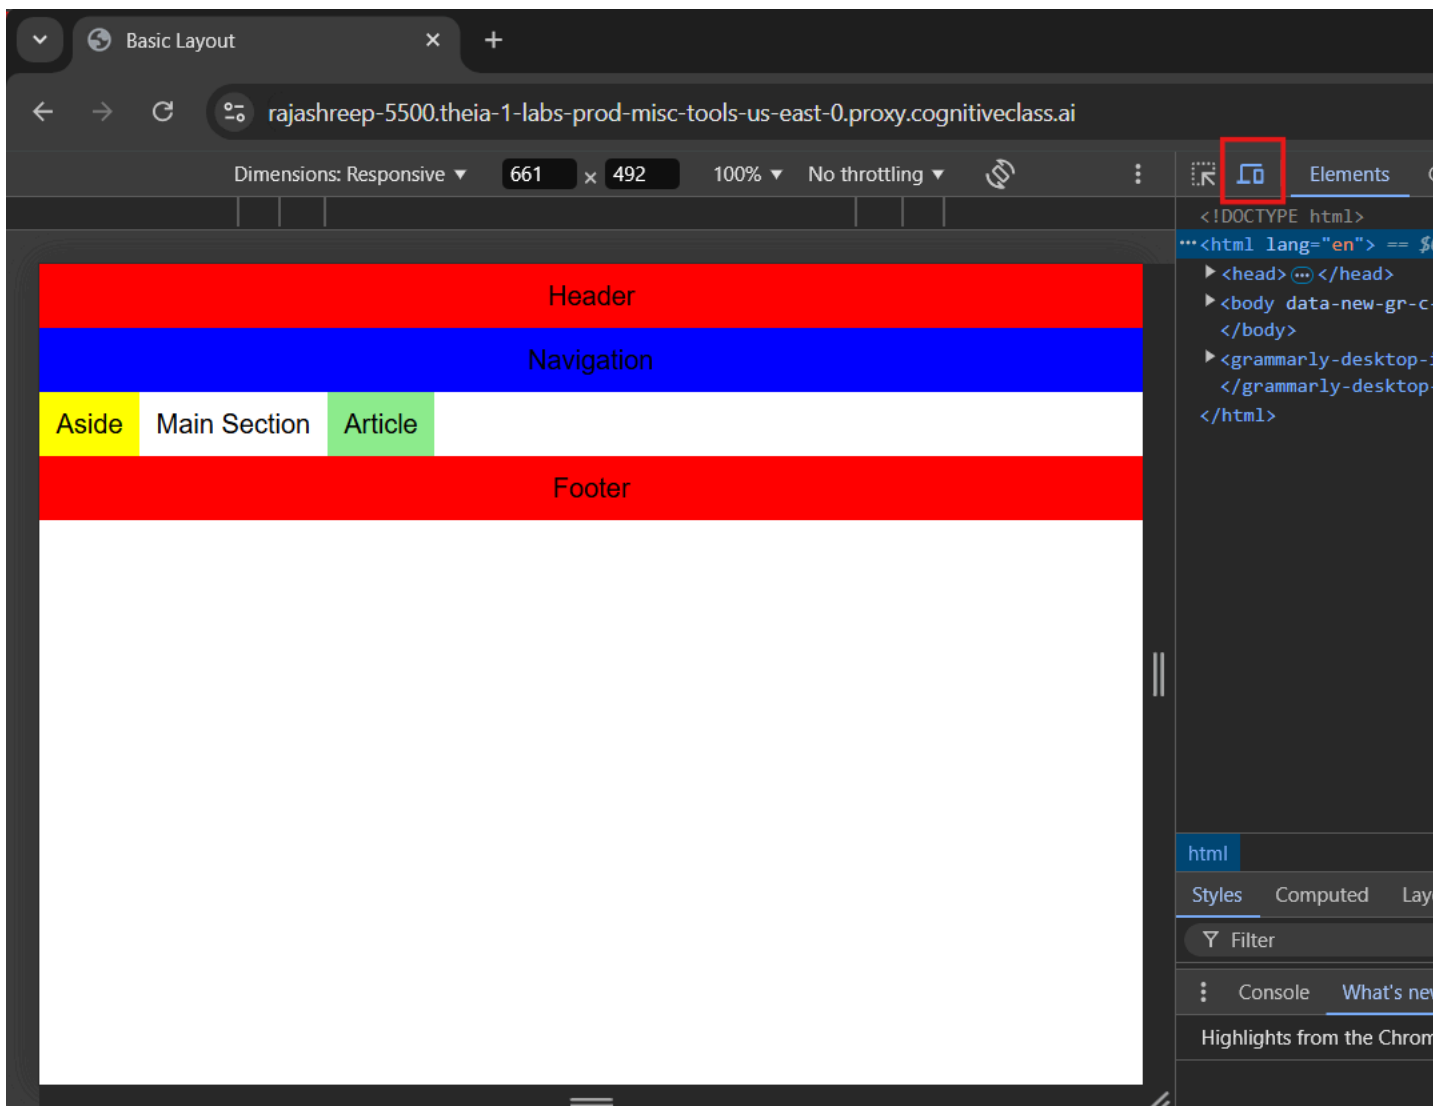 Basic Layout
rajashreep-5500.theia-1-labs-prod-misc-tools-us-east-0.proxy.cognitiveclass.ai
Dimensions: Responsive 661 × 492 100% No throttling
Elements
<!DOCTYPE html>
<html lang="en"> ==
<head> </head>
<body data-new-gr-c-
</body>
<grammarly-desktop-
</grammarly-desktop-
</html>
Header
Navigation
Aside Main Section Article
Footer
html
Styles Computed Lay
Filter
Console What's new
Highlights from the Chrom